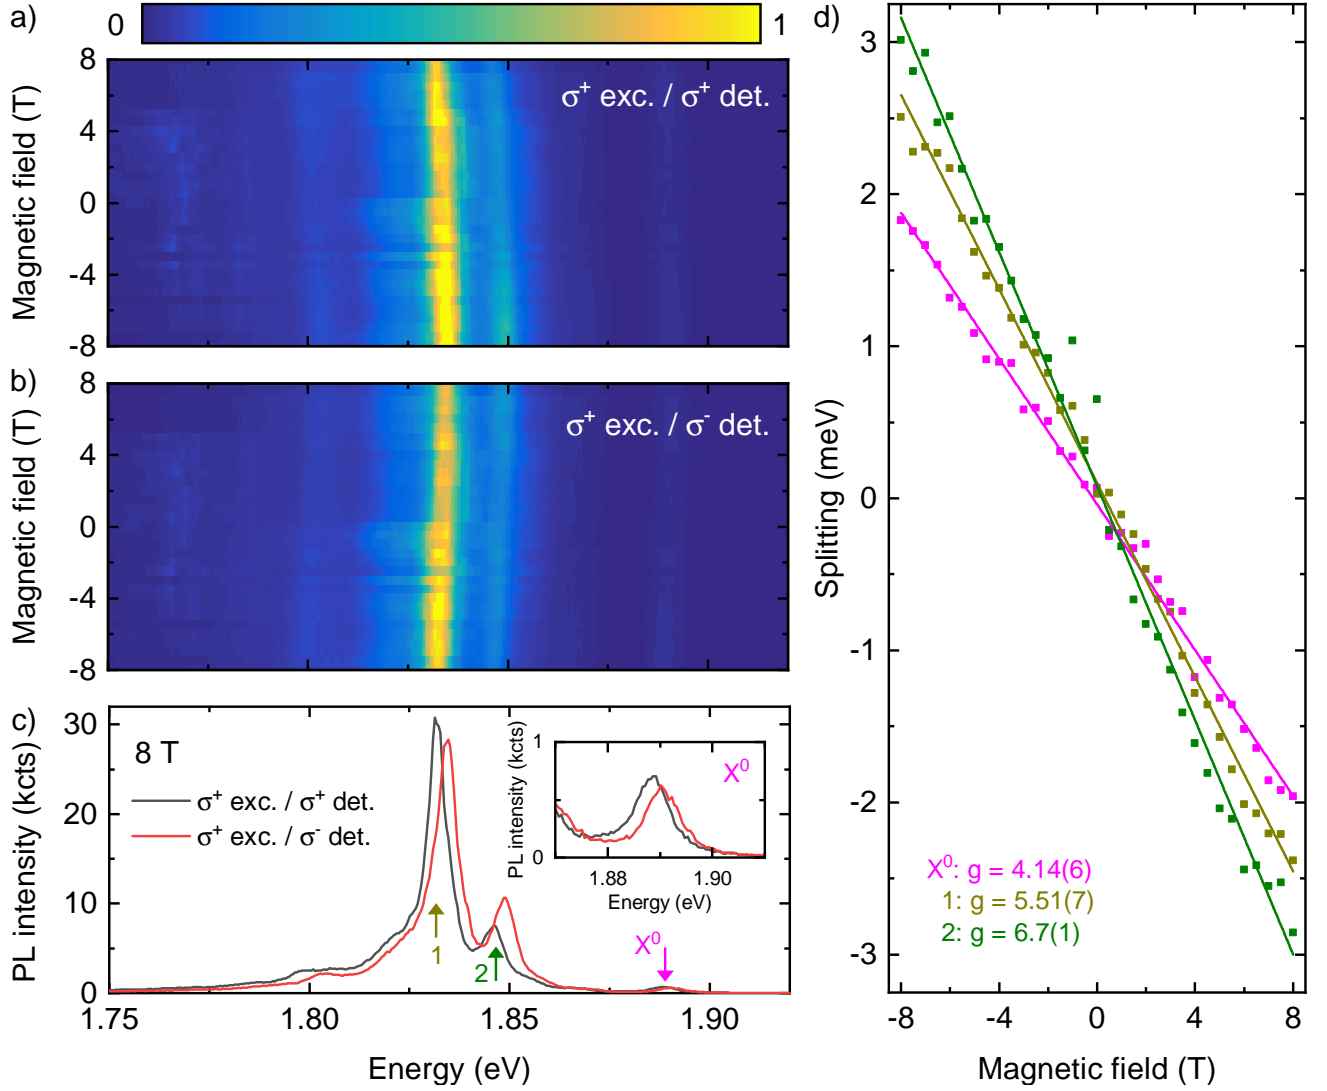 a)
0
1
8
4
0
-4
-8
Magnetic field (T)
σ⁺ exc. / σ⁺ det.
b)
8
4
0
-4
-8
Magnetic field (T)
σ⁺ exc. / σ⁻ det.
c)
30
20
10
0
PL intensity (kcts)
8 T
σ⁺ exc. / σ⁺ det.
σ⁺ exc. / σ⁻ det.
1
2
X⁰
1
0
PL intensity (kcts)
X⁰
1.88
1.90
Energy (eV)
1.75
1.80
1.85
1.90
Energy (eV)
d)
3
2
1
0
-1
-2
-3
Splitting (meV)
X⁰: g = 4.14(6)
1: g = 5.51(7)
2: g = 6.7(1)
-8
-4
0
4
8
Magnetic field (T)